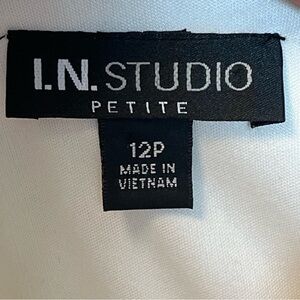 I.N.STUDIO
PETITE
12P
MADE IN
VIETNAM